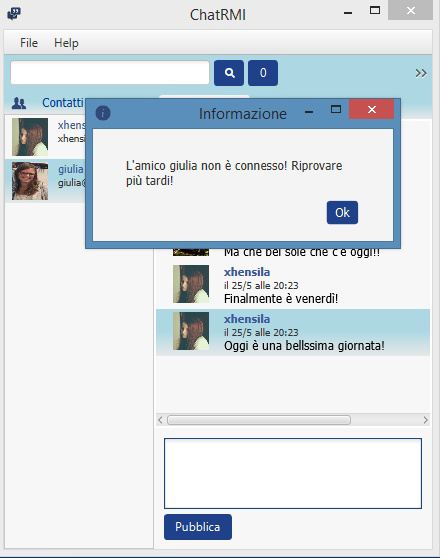 ChatRMI
File Help
0
Contatti
Informazione
xhens
xhensi
L'amico giulia non è connesso! Riprovare
più tardi!
giulia
giulia@
Ok
Ma che bel sole che c'è oggi!!
xhensila
il 25/5 alle 20:23
Finalmente è venerdì!
xhensila
il 25/5 alle 20:23
Oggi è una bellssima giornata!
Pubblica